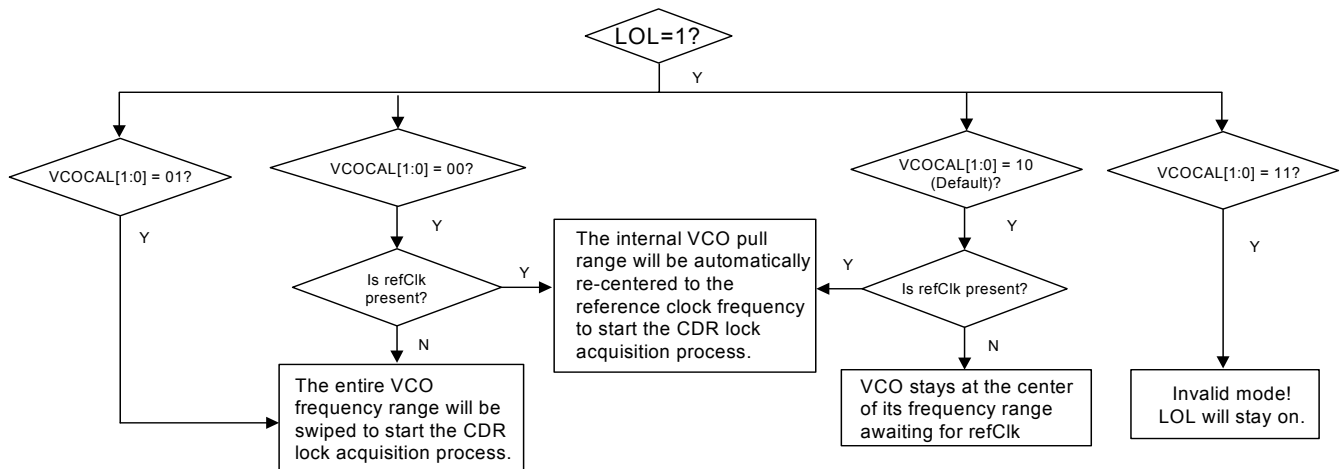 LOL=1?
Y
VCOCAL[1:0] = 01?
VCOCAL[1:0] = 00?
VCOCAL[1:0] = 10
(Default)?
VCOCAL[1:0] = 11?
Y
Y
Y
Y
Is refClk
present?
Y
The internal VCO pull
range will be automatically
re-centered to the
reference clock frequency
to start the CDR lock
acquisition process.
Y
Is refClk present?
N
N
The entire VCO
frequency range will be
swiped to start the CDR
lock acquisition process.
VCO stays at the center
of its frequency range
awaiting for refClk
Invalid mode!
LOL will stay on.